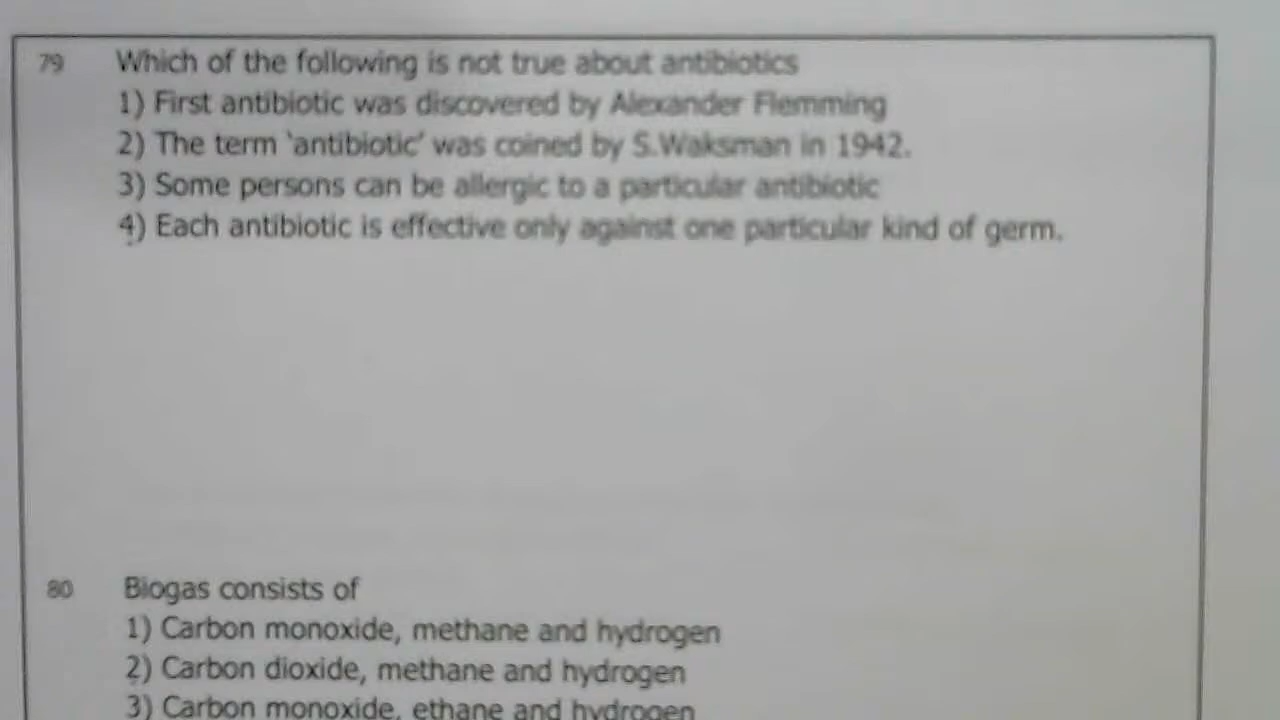 79 Which of the following is not true about antibiotics
1) First antibiotic was discovered by Alexander Flemming
2) The term ‘antibiotic’ was coined by S.Waksman in 1942.
3) Some persons can be allergic to a particular antibiotic
4) Each antibiotic is effective only against one particular kind of germ.
80 Biogas consists of
1) Carbon monoxide, methane and hydrogen
2) Carbon dioxide, methane and hydrogen
3) Carbon monoxide, ethane and hydrogen